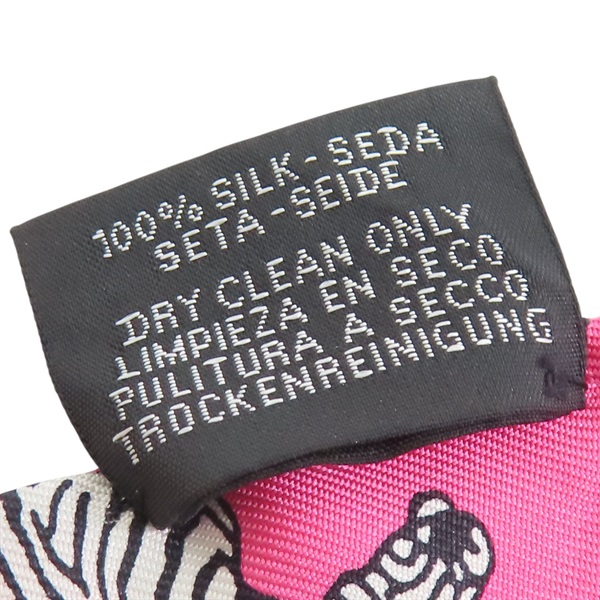 100% SILK-SEDA
SETA-SEIDE
DRY CLEAN ONLY
LIMPIEZA EN SECO
PULITURA A SECCO
TROCKENREINIGUNG